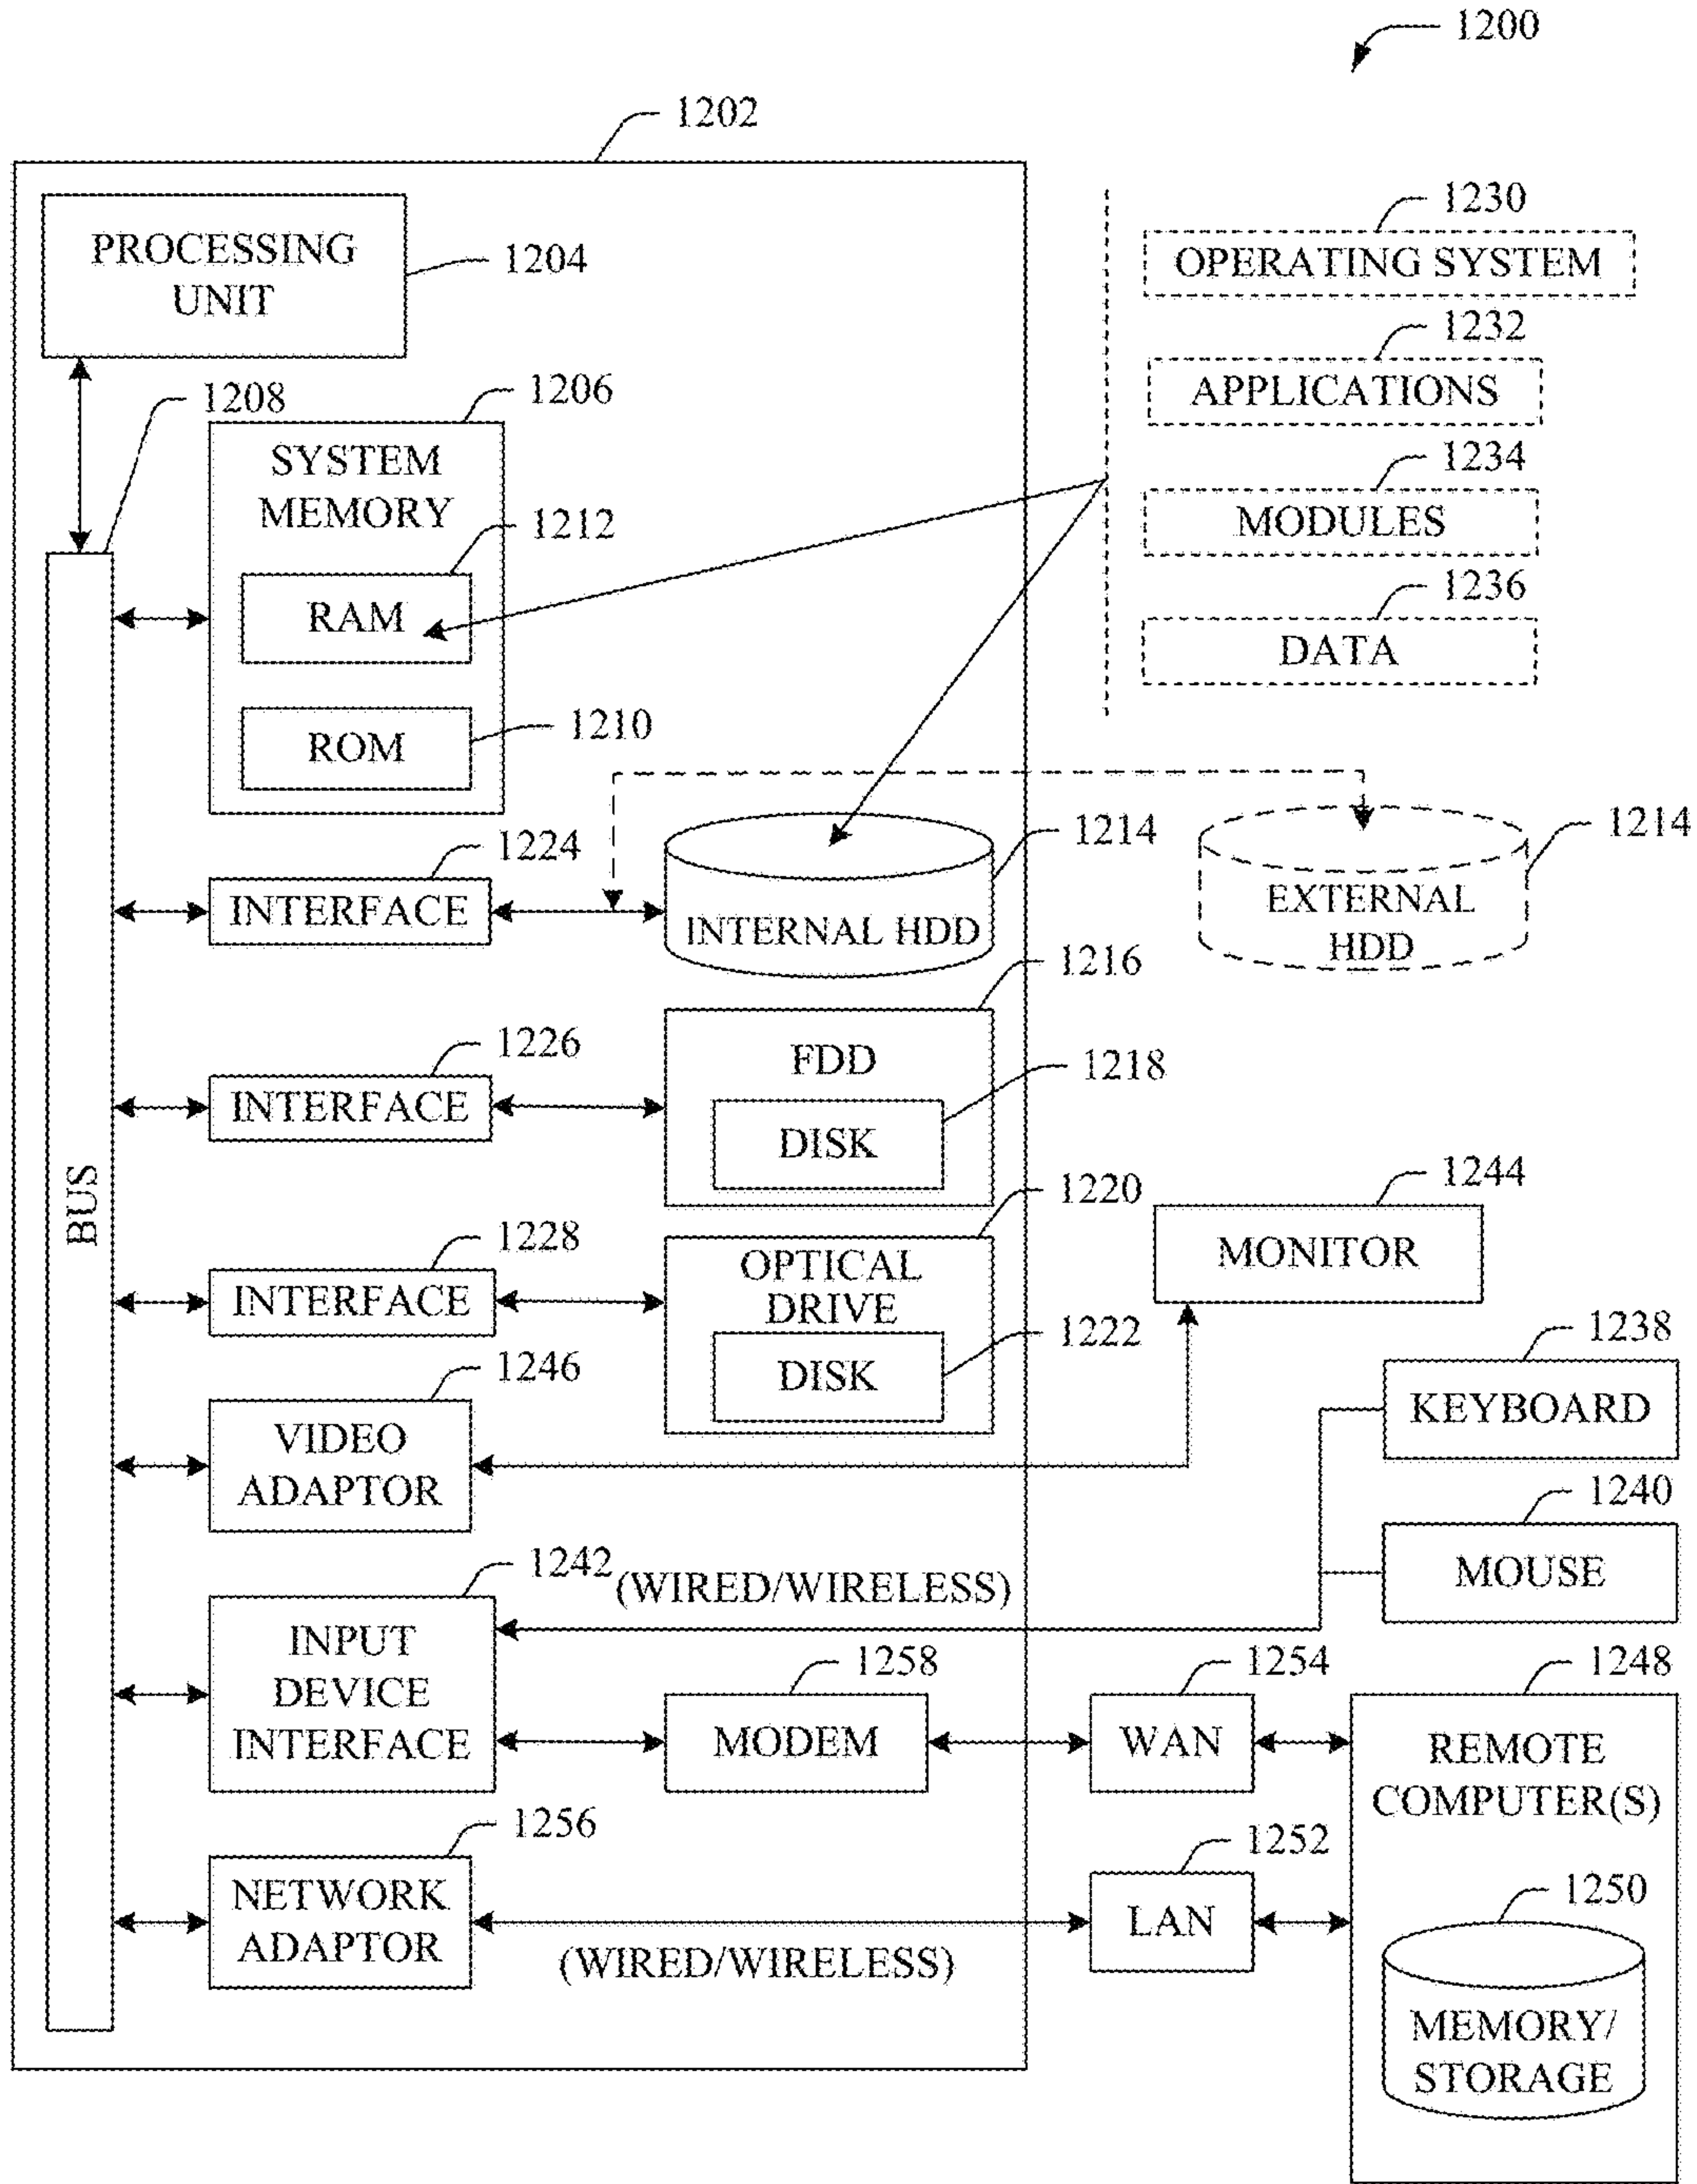 1200
1202
PROCESSING
UNIT
1204
1230
OPERATING SYSTEM
1232
APPLICATIONS
1234
MODULES
1236
DATA
1208
1206
SYSTEM
MEMORY
1212
RAM
1210
ROM
1224
INTERFACE
1214
INTERNAL HDD
1214
EXTERNAL
HDD
1216
1226
INTERFACE
FDD
1218
DISK
BUS
1220
1228
INTERFACE
OPTICAL
DRIVE
1222
DISK
1244
MONITOR
1238
KEYBOARD
1246
VIDEO
ADAPTOR
1240
MOUSE
1242
(WIRED/WIRELESS)
INPUT
DEVICE
INTERFACE
1258
MODEM
1254
WAN
1248
REMOTE
COMPUTER(S)
1256
NETWORK
ADAPTOR
(WIRED/WIRELESS)
1252
LAN
1250
MEMORY/
STORAGE